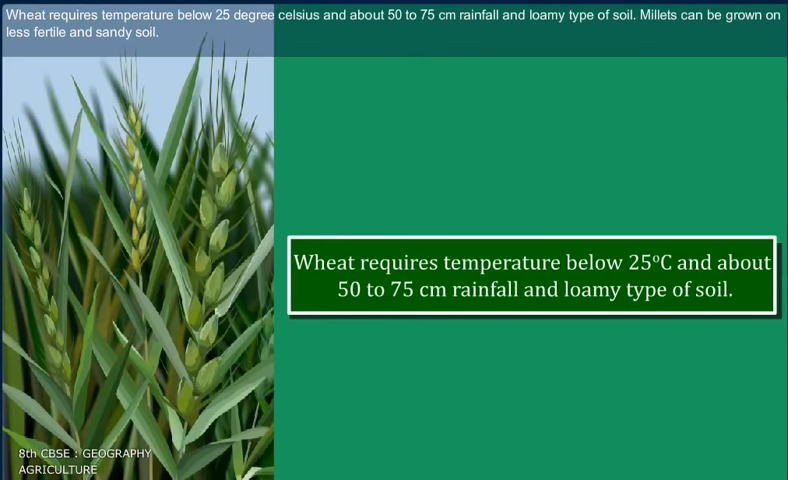 Wheat requires temperature below 25 degree celsius and about 50 to 75 cm rainfall and loamy type of soil. Millets can be grown on
less fertile and sandy soil.
Wheat requires temperature below 25°C and about
50 to 75 cm rainfall and loamy type of soil.
8th CBSE : GEOGRAPHY
AGRICULTURE